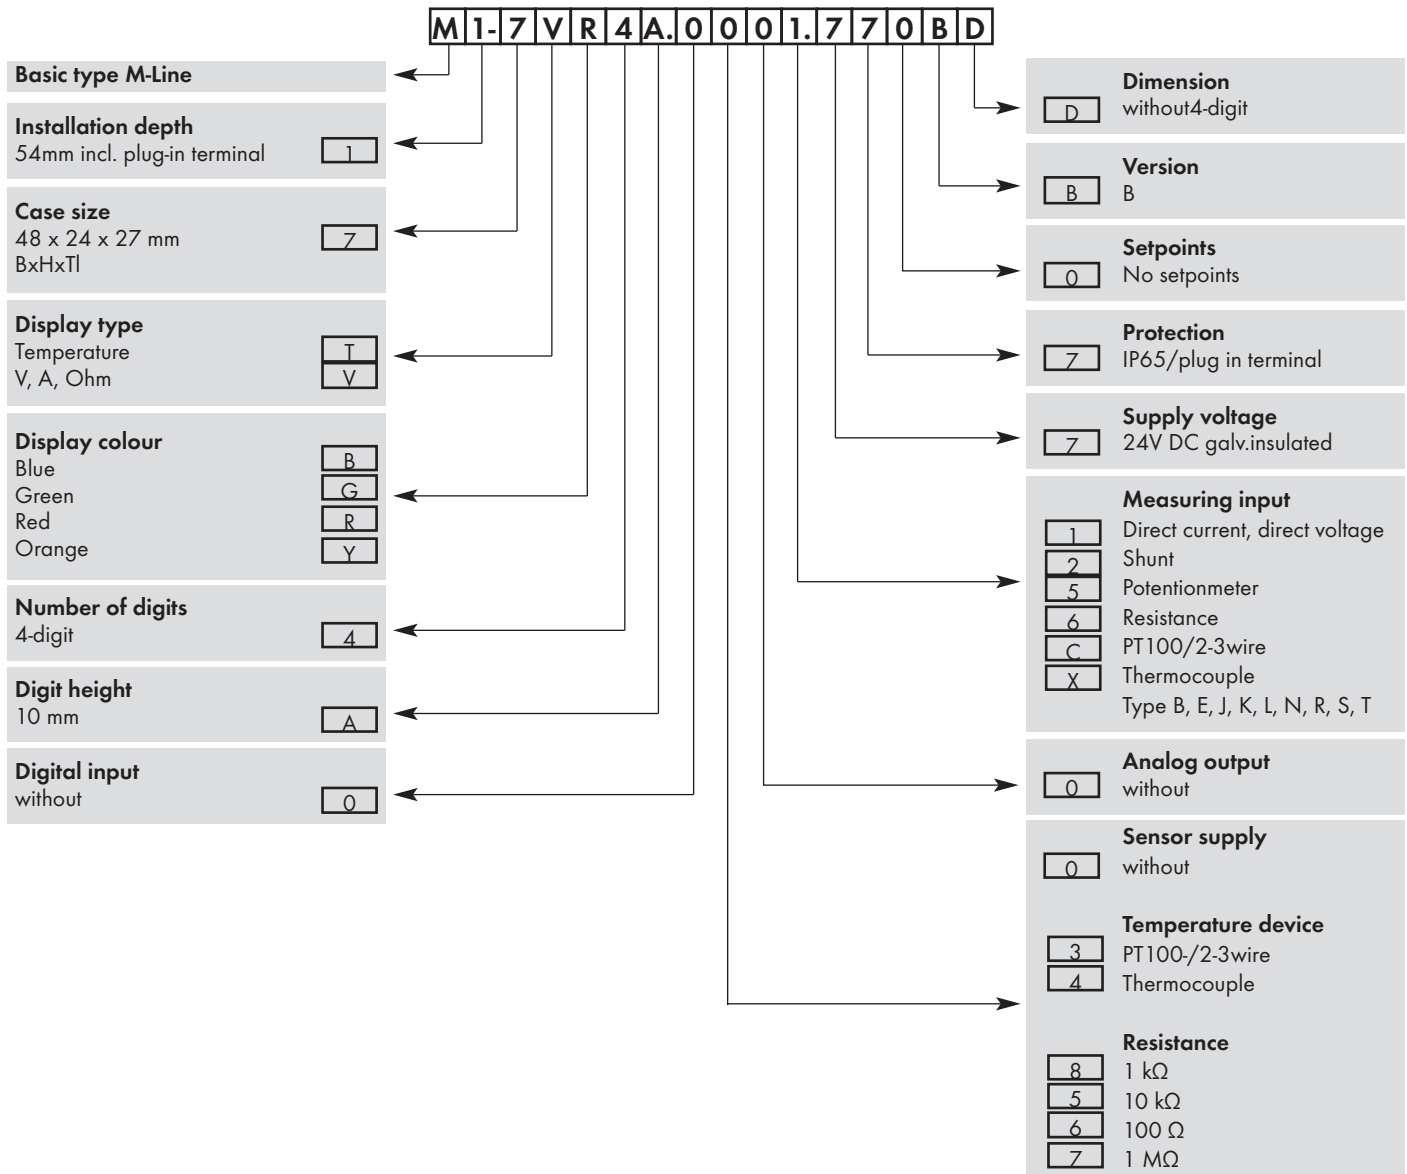 M 1- 7 V R 4 A. 0 0 0 1. 7 7 0 B D
Basic type M-Line
Installation depth
54mm incl. plug-in terminal 1
Case size
48 x 24 x 27 mm 7
BxHxTl
Display type
Temperature T
V, A, Ohm V
Display colour
Blue B
Green G
Red R
Orange Y
Number of digits
4-digit 4
Digit height
10 mm A
Digital input
without 0
Dimension
D without4-digit
Version
B B
Setpoints
0 No setpoints
Protection
7 IP65/plug in terminal
Supply voltage
7 24V DC galv.insulated
Measuring input
1 Direct current, direct voltage
2 Shunt
5 Potentionmeter
6 Resistance
C PT100/2-3wire
X Thermocouple
Type B, E, J, K, L, N, R, S, T
Analog output
0 without
Sensor supply
0 without
Temperature device
3 PT100-/2-3wire
4 Thermocouple
Resistance
8 1 kΩ
5 10 kΩ
6 100 Ω
7 1 MΩ